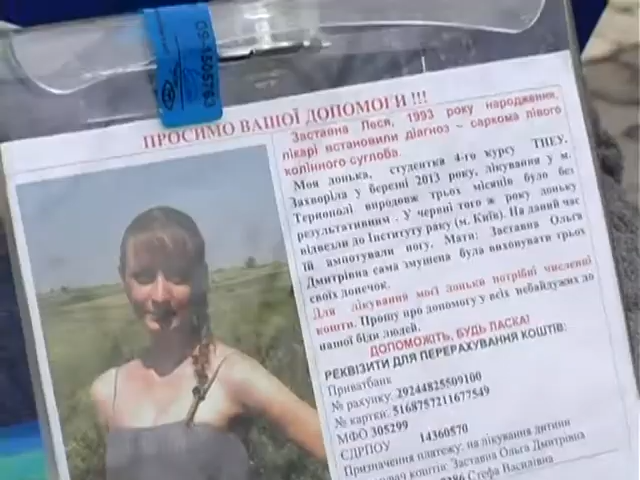 ПРОСИМО ВАШОЇ ДОПОМОГИ !!!
Заставна Леся, 1993 року народження,
лікарі встановили діагноз – саркома лівого
колінного суглоба.
Моя донька, студентка 4-го курсу ТНЕУ.
Захворіла у березні 2013 року, лікування у м.
Тернополі впродовж трьох місяців було без
результативним . У червні того ж року доньку
відвезли до Інституту раку (м. Київ). На даний час
їй ампутували ногу. Мати: Заставна Ольга
Дмитрівна сама змушена була виховувати трьох
своїх донечок.
Для лікування моєї доньки потрібні численні
кошти. Прошу про допомогу у всіх небайдужих до
нашої біди людей.
ДОПОМОЖІТЬ, БУДЬ ЛАСКА!
РЕКВІЗИТИ ДЛЯ ПЕРЕРАХУВАННЯ КОШТІВ:
Приватбанк
№ рахунку. 29244825509100
№ картки: 5168757211677549
МФО 305299
ЄДРПОУ 14360570
Призначення платежу: на лікування дитини
коштів: Заставна Ольга Дмитрівна
Стефа Василівна